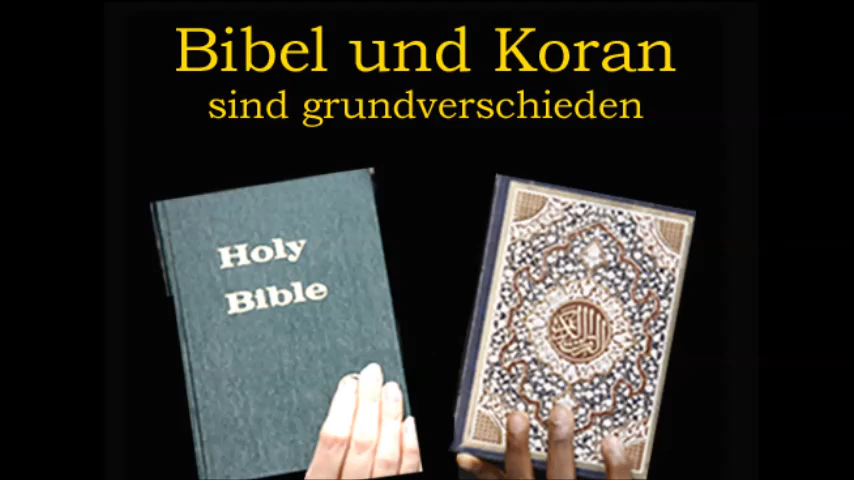 Bibel und Koran
sind grundverschieden
Holy
Bible